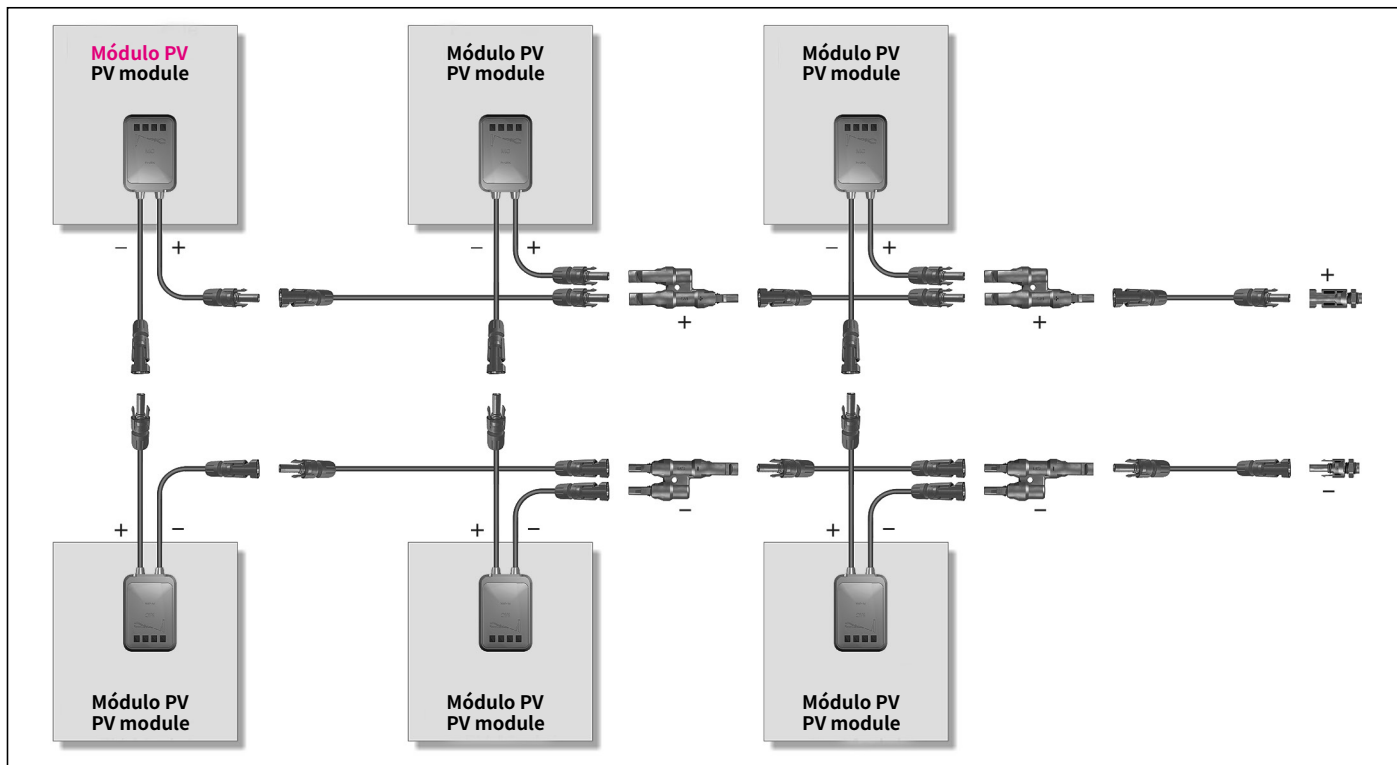 Módulo PV
PV module
Módulo PV
PV module
Módulo PV
PV module
− +
− +
− +
+
+
+
−
−
−
+ −
+ −
+ −
Módulo PV
PV module
Módulo PV
PV module
Módulo PV
PV module